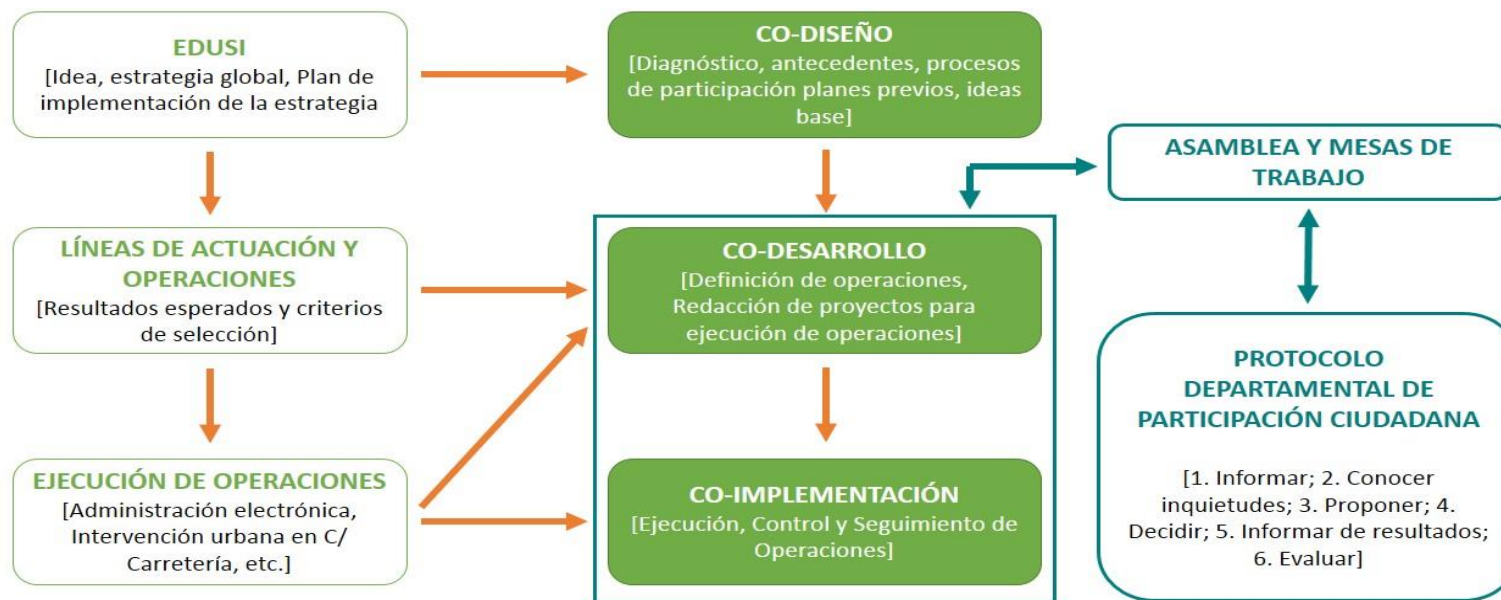 EDUSI
[Idea, estrategia global, Plan de
implementación de la estrategia
CO-DISEÑO
[Diagnóstico, antecedentes, procesos
de participación planes previos, ideas
base]
ASAMBLEA Y MESAS DE
TRABAJO
LÍNEAS DE ACTUACIÓN Y
OPERACIONES
[Resultados esperados y criterios
de selección]
CO-DESARROLLO
[Definición de operaciones,
Redacción de proyectos para
ejecución de operaciones]
PROTOCOLO
DEPARTAMENTAL DE
PARTICIPACIÓN CIUDADANA
[1. Informar; 2. Conocer
inquietudes; 3. Proponer; 4.
Decidir; 5. Informar de resultados;
6. Evaluar]
EJECUCIÓN DE OPERACIONES
[Administración electrónica,
Intervención urbana en C/
Carretería, etc.]
CO-IMPLEMENTACIÓN
[Ejecución, Control y Seguimiento de
Operaciones]